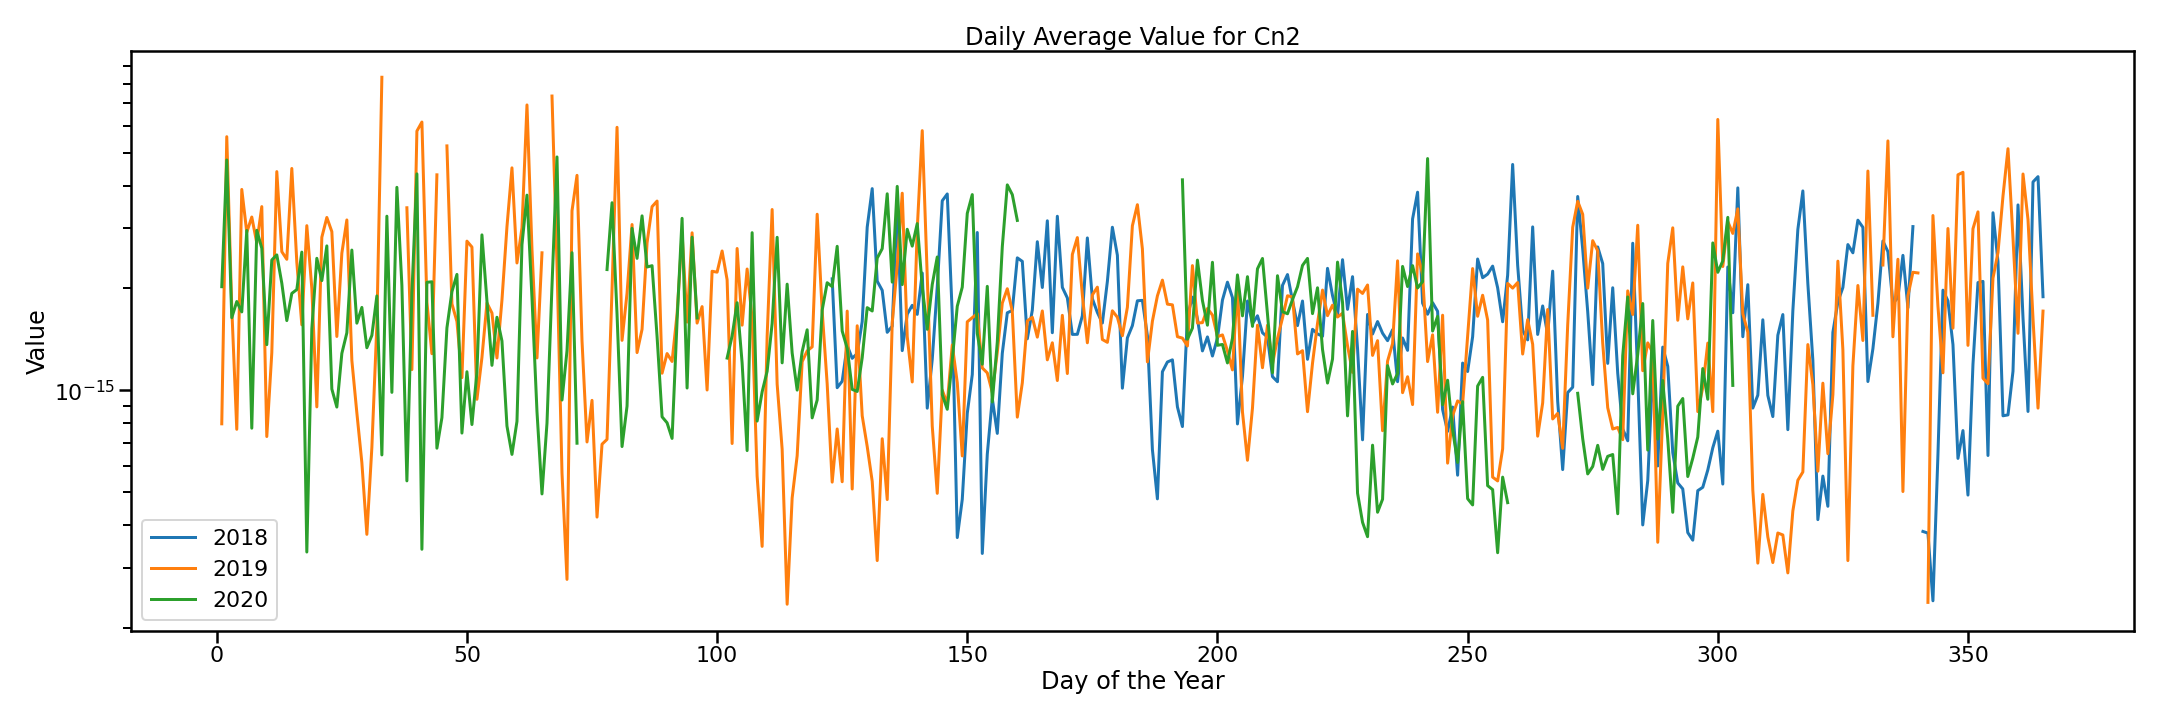 Daily Average Value for Cn2
Value
10⁻¹⁵
2018
2019
2020
0 50 100 150 200 250 300 350
Day of the Year